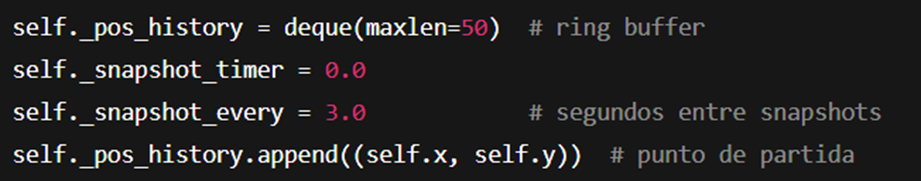 self._pos_history = deque(maxlen=50)  # ring buffer
self._snapshot_timer = 0.0
self._snapshot_every = 3.0            # segundos entre snapshots
self._pos_history.append((self.x, self.y))  # punto de partida